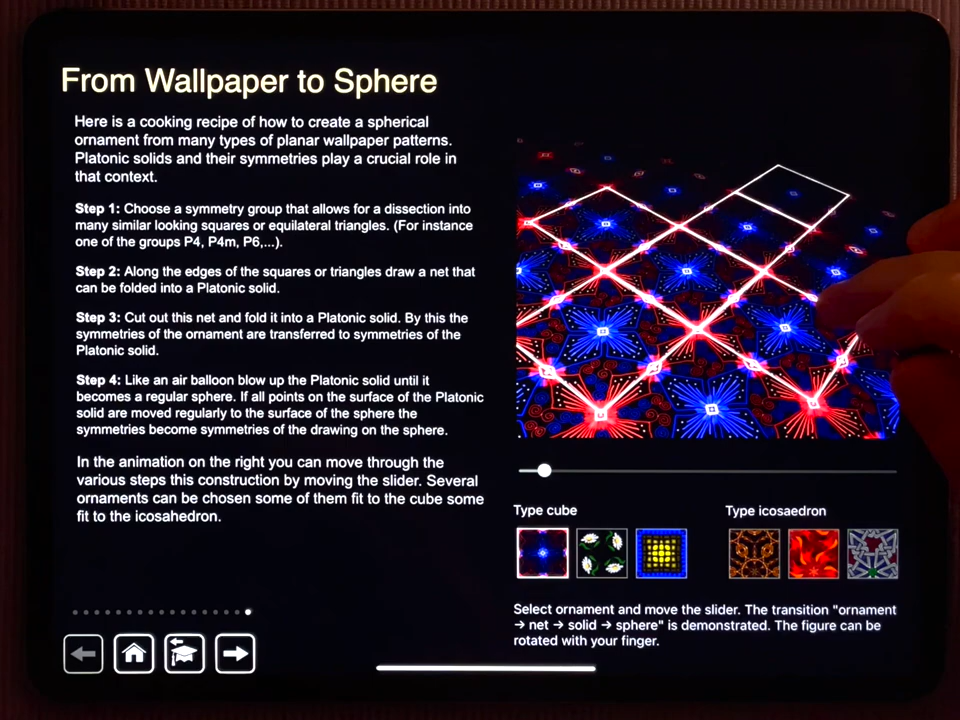 From Wallpaper to Sphere
Here is a cooking recipe of how to create a spherical
ornament from many types of planar wallpaper patterns.
Platonic solids and their symmetries play a crucial role in
that context.
Step 1: Choose a symmetry group that allows for a dissection into
many similar looking squares or equilateral triangles. (For instance
one of the groups P4, P4m, P6,...).
Step 2: Along the edges of the squares or triangles draw a net that
can be folded into a Platonic solid.
Step 3: Cut out this net and fold it into a Platonic solid. By this the
symmetries of the ornament are transferred to symmetries of the
Platonic solid.
Step 4: Like an air balloon blow up the Platonic solid until it
becomes a regular sphere. If all points on the surface of the Platonic
solid are moved regularly to the surface of the sphere the
symmetries become symmetries of the drawing on the sphere.
In the animation on the right you can move through the
various steps this construction by moving the slider. Several
ornaments can be chosen some of them fit to the cube some
fit to the icosahedron.
Type cube
Type icosaedron
Select ornament and move the slider. The transition "ornament
→ net → solid → sphere" is demonstrated. The figure can be
rotated with your finger.